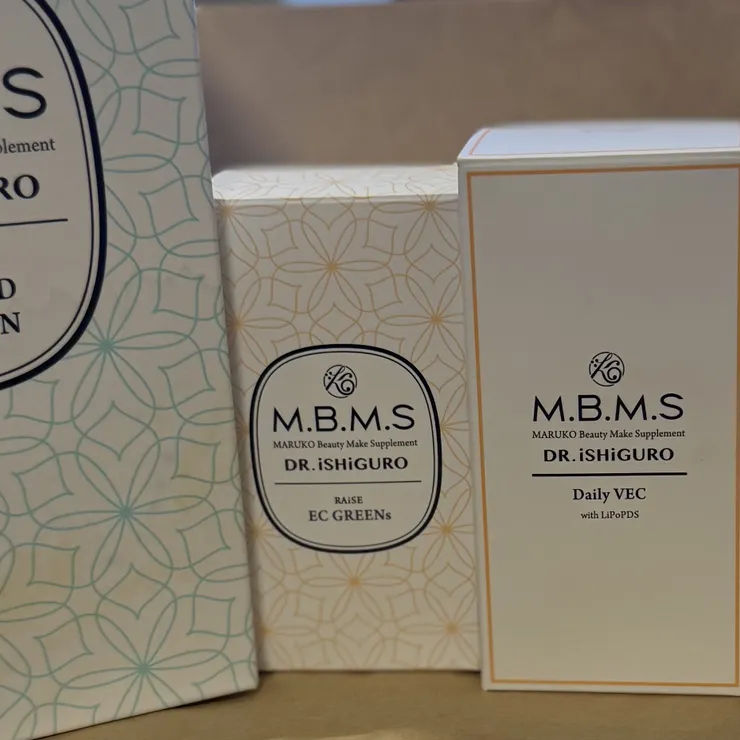 S
plement
RO
D
N
M.B.M.S
MARUKO Beauty Make Supplement
DR.iSHiGURO
RAiSE
EC GREENs
M.B.M.S
MARUKO Beauty Make Supplement
DR.iSHiGURO
Daily VEC
with LiPoPDS